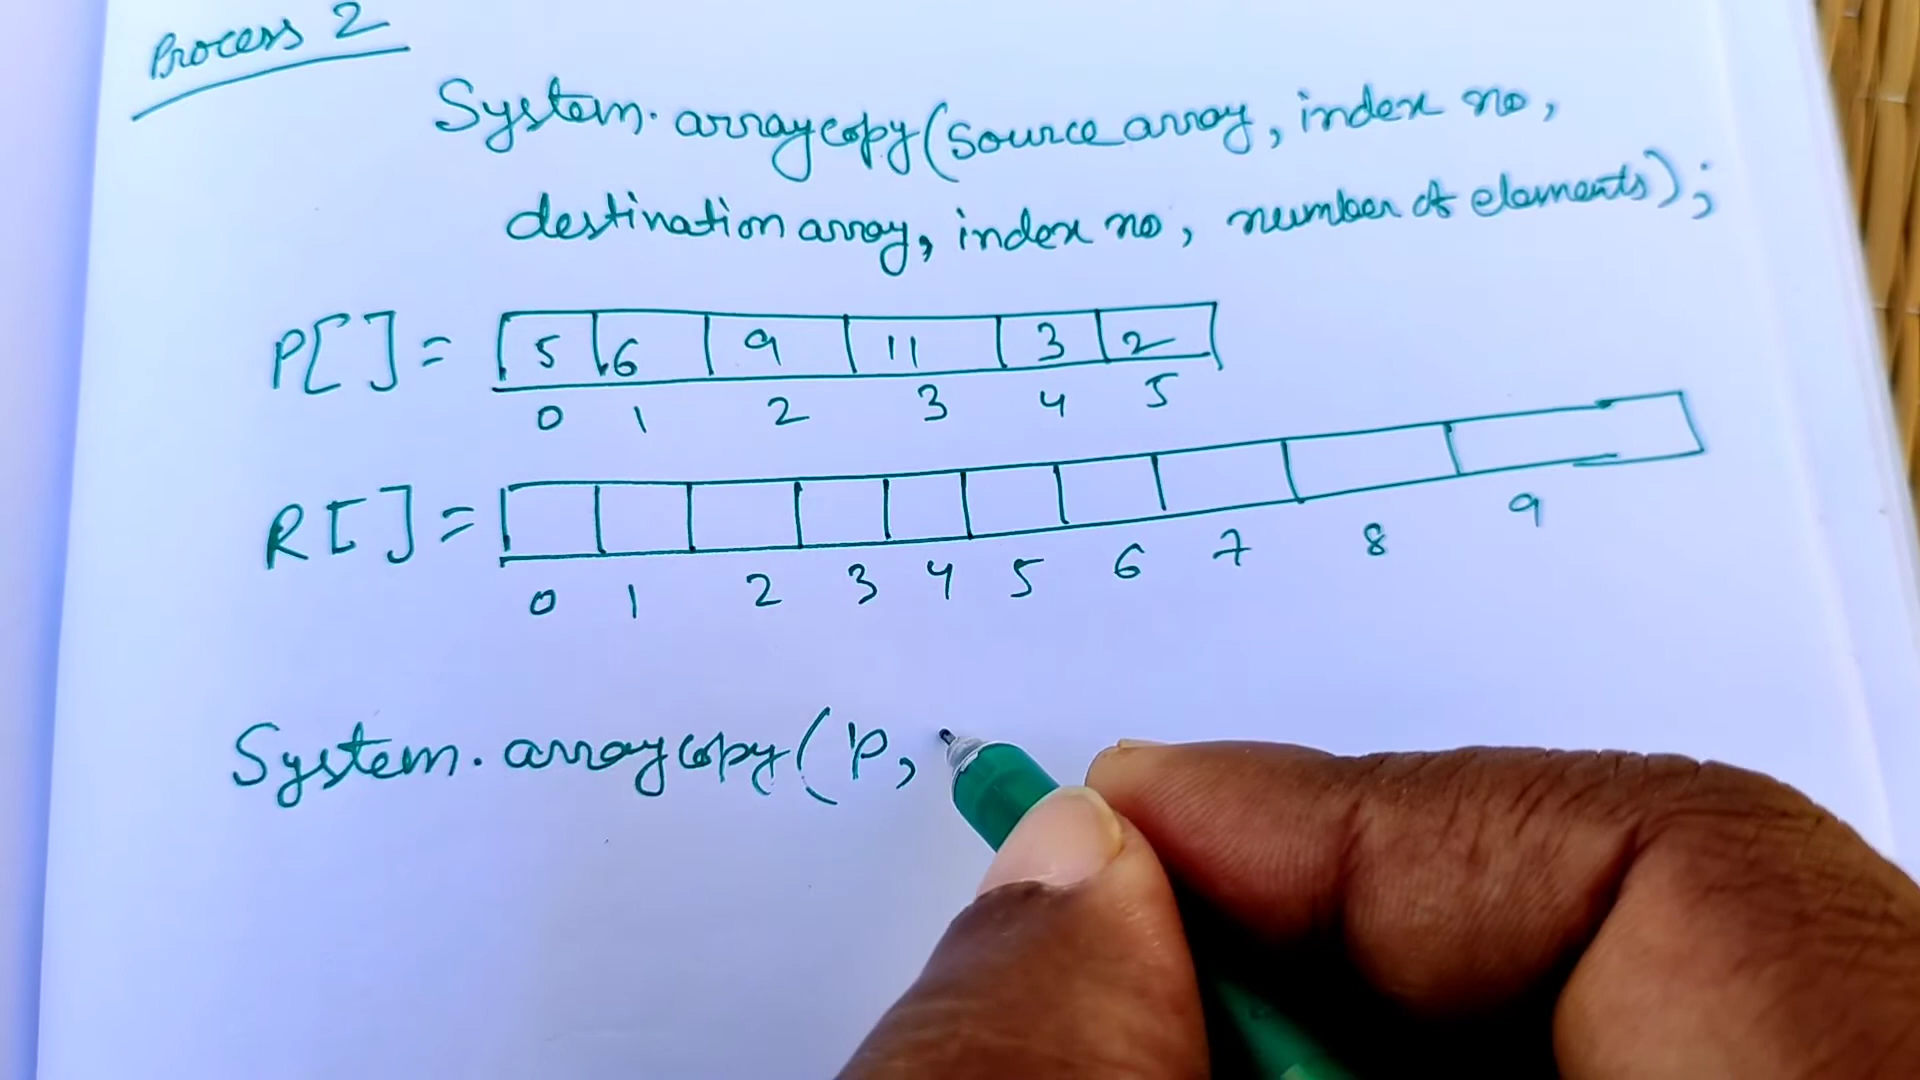 Process 2
System.arraycopy(source array, index no,
destination array, index no, number of elements);
P[ ] = 5 6 9 11 3 2
0 1 2 3 4 5
R[ ] =
0 1 2 3 4 5 6 7 8 9
System.arraycopy(P,